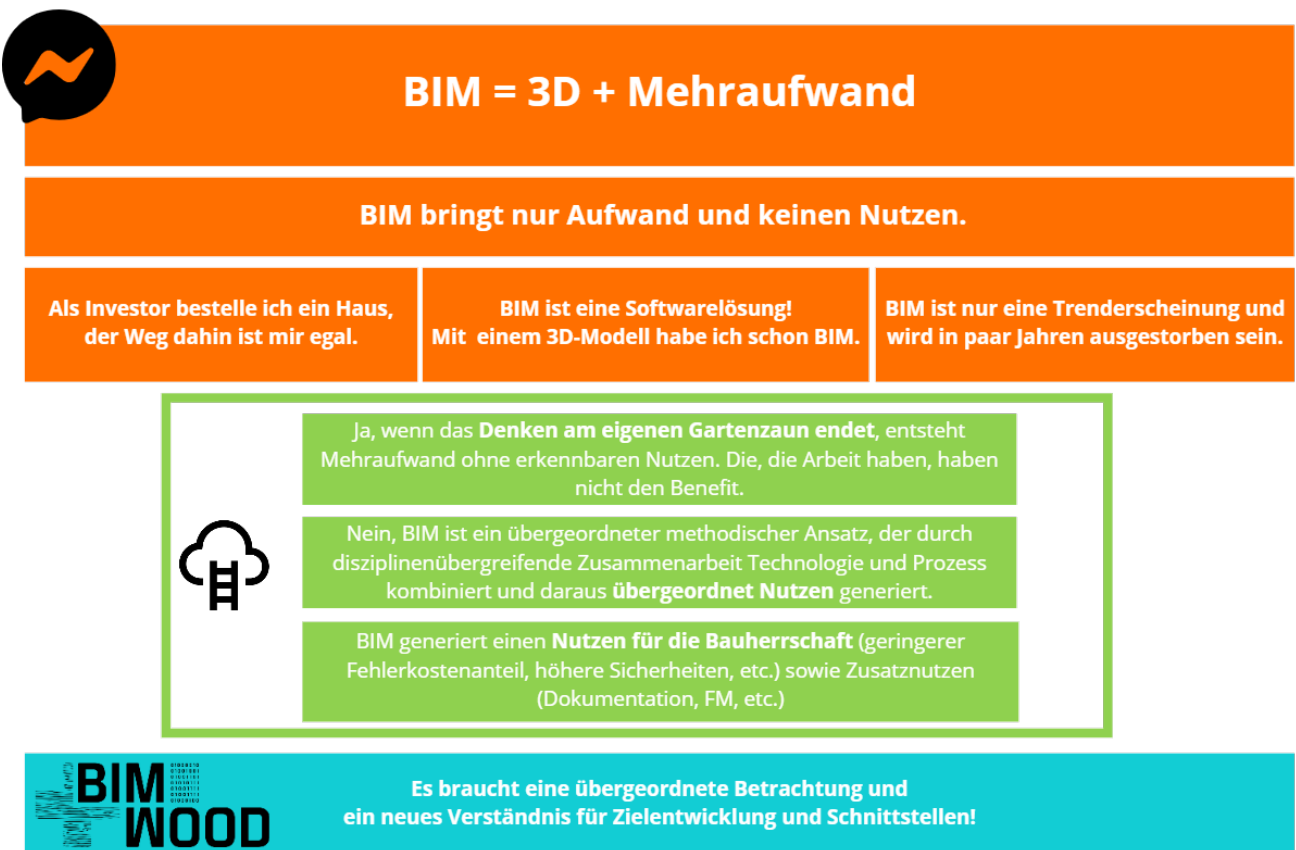 BIM = 3D + Mehraufwand
BIM bringt nur Aufwand und keinen Nutzen.
Als Investor bestelle ich ein Haus,
der Weg dahin ist mir egal.
BIM ist eine Softwarelösung!
Mit einem 3D-Modell habe ich schon BIM.
BIM ist nur eine Trenderscheinung und
wird in paar Jahren ausgestorben sein.
Ja, wenn das Denken am eigenen Gartenzaun endet, entsteht
Mehraufwand ohne erkennbaren Nutzen. Die, die Arbeit haben, haben
nicht den Benefit.
Nein, BIM ist ein übergeordneter methodischer Ansatz, der durch
disziplinenübergreifende Zusammenarbeit Technologie und Prozess
kombiniert und daraus übergeordnet Nutzen generiert.
BIM generiert einen Nutzen für die Bauherrschaft (geringerer
Fehlerkostenanteil, höhere Sicherheiten, etc.) sowie Zusatznutzen
(Dokumentation, FM, etc.)
BIM
WOOD
Es braucht eine übergeordnete Betrachtung und
ein neues Verständnis für Zielentwicklung und Schnittstellen!